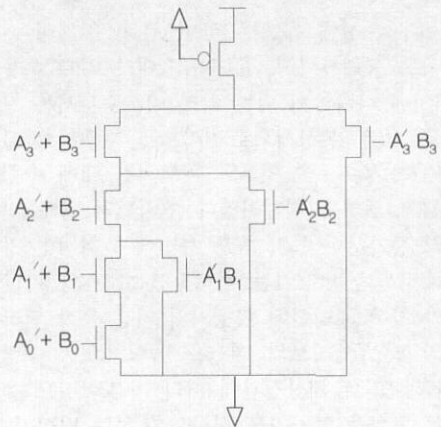 A₃′ + B₃
A₃′ B₃
A₂′ + B₂
A₂′B₂
A₁′ + B₁
A₁′B₁
A₀′ + B₀